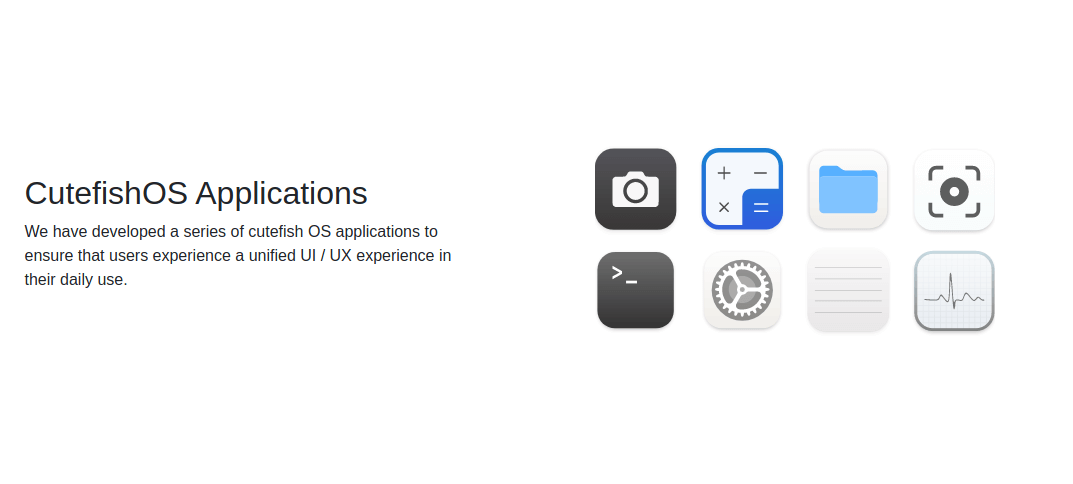 CutefishOS Applications
We have developed a series of cutefish OS applications to
ensure that users experience a unified UI / UX experience in
their daily use.